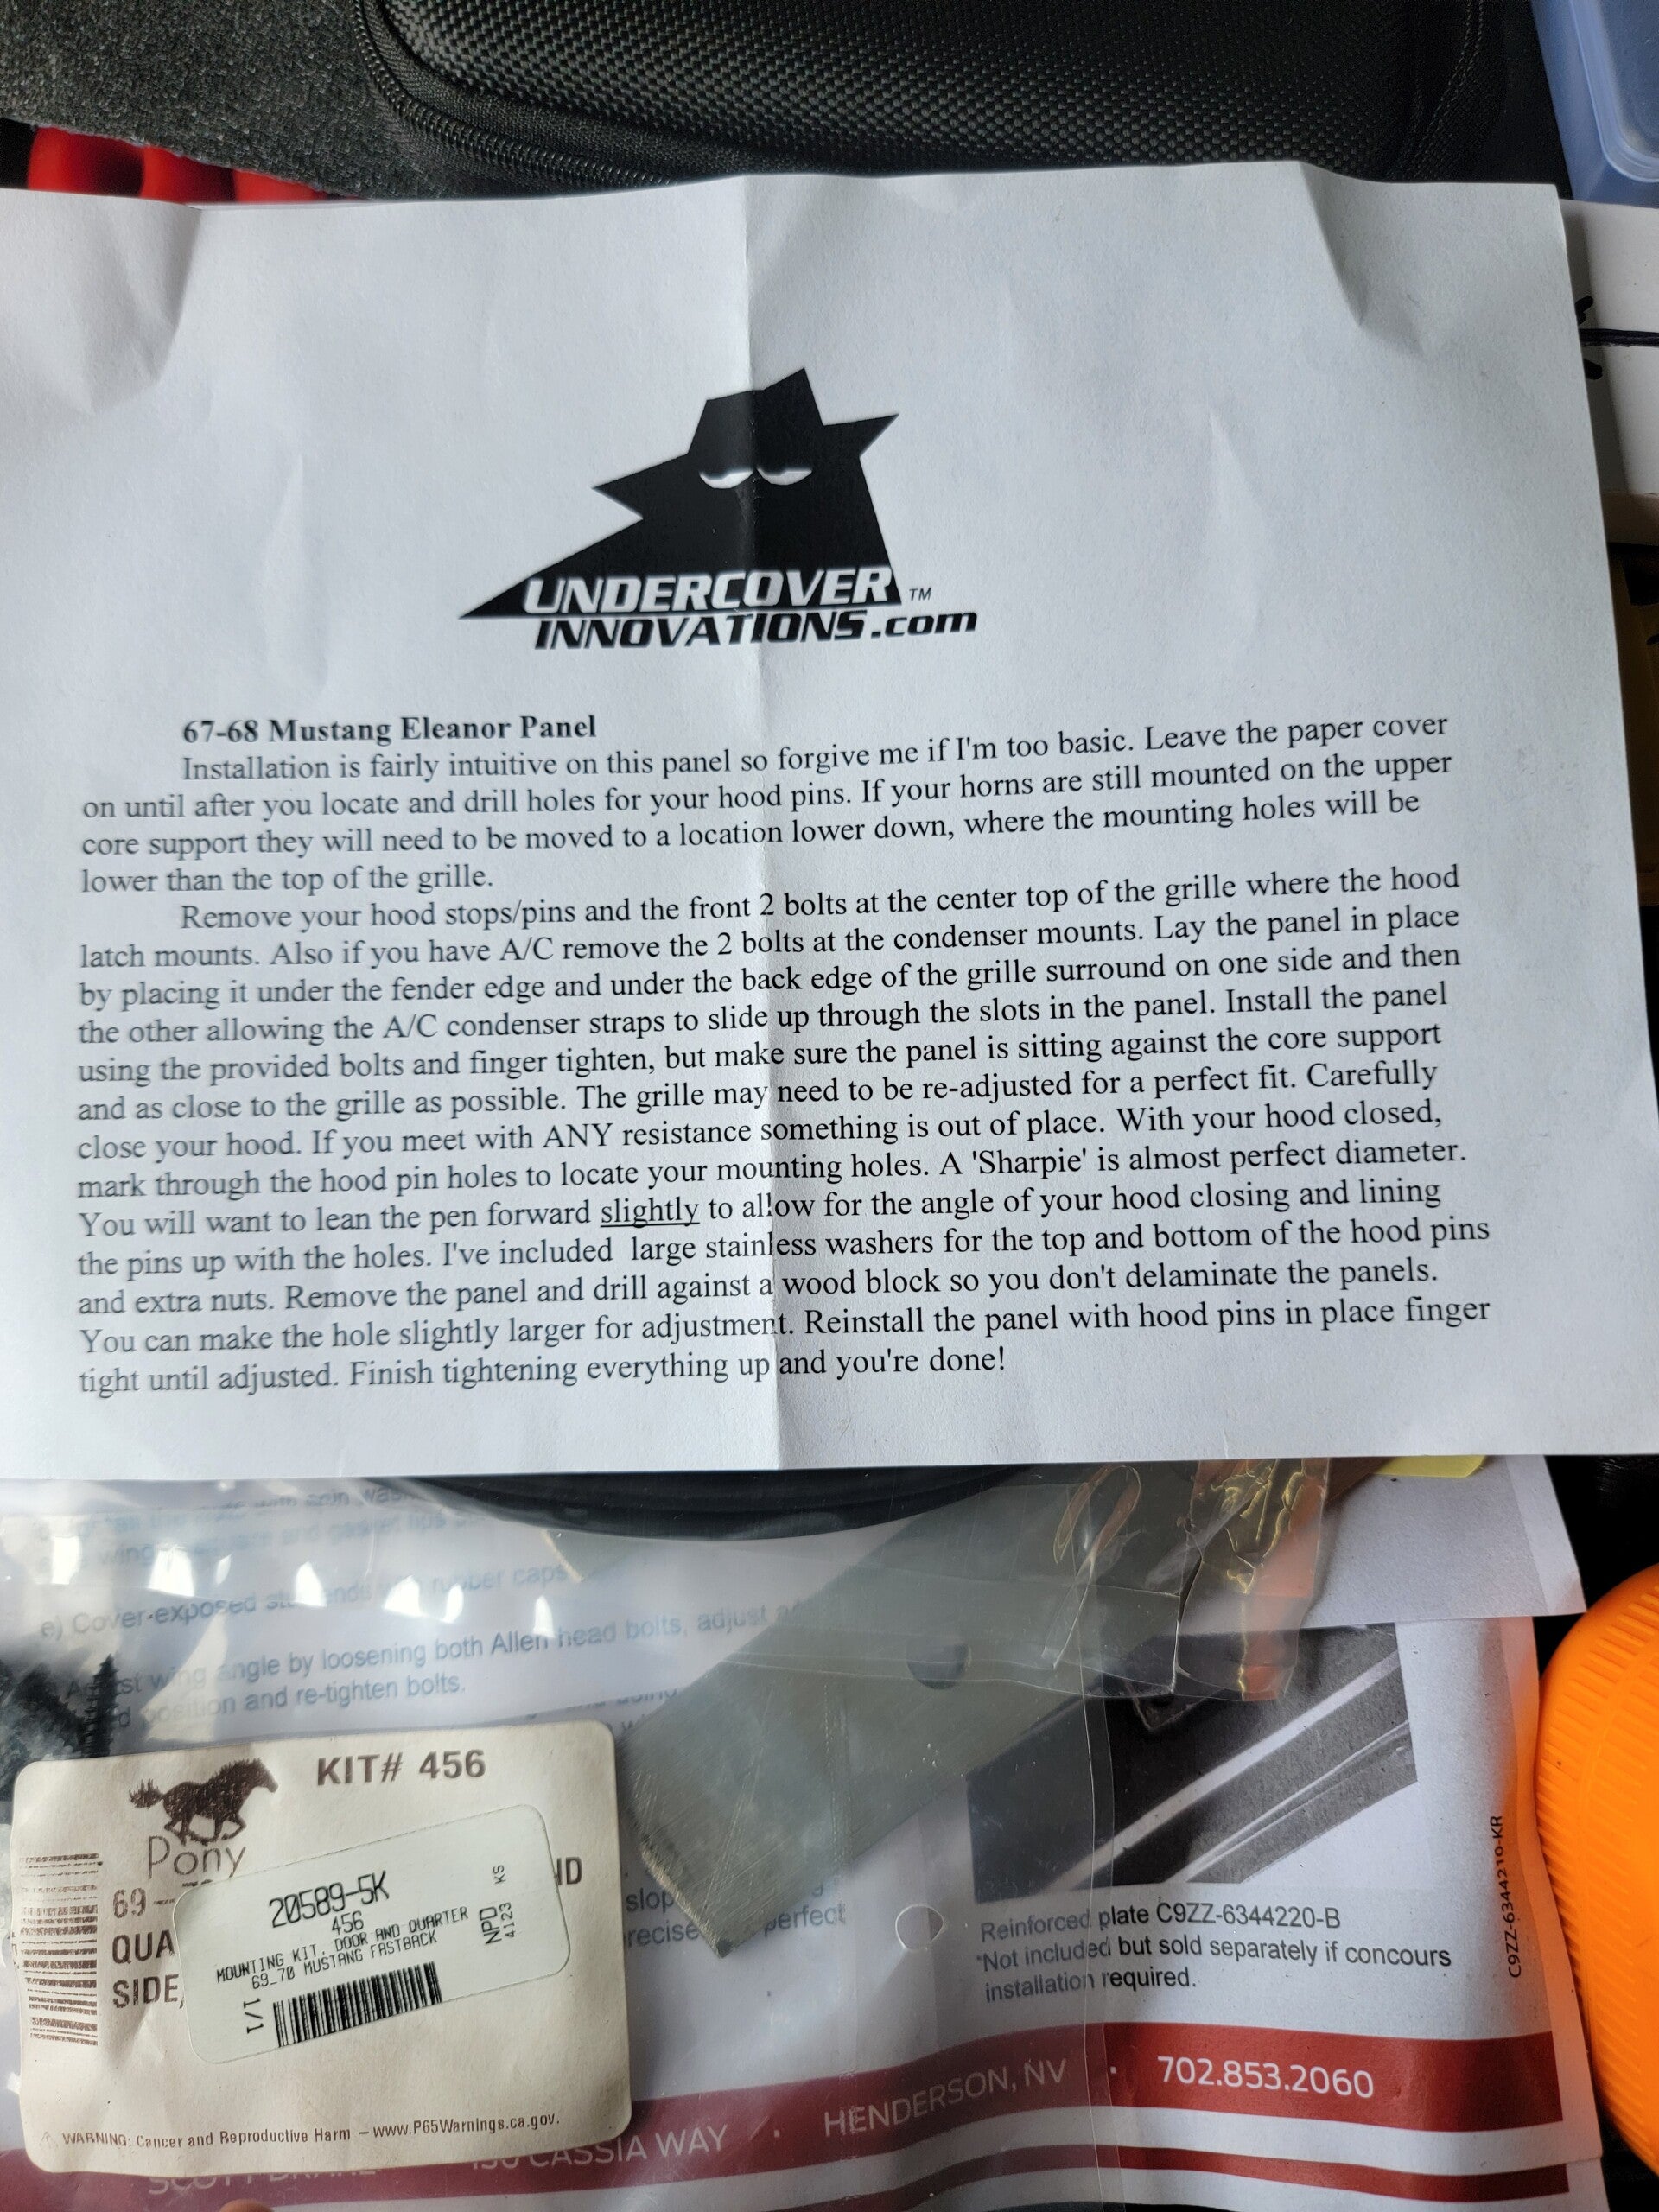 UNDERCOVER ™
INNOVATIONS.com
67-68 Mustang Eleanor Panel
Installation is fairly intuitive on this panel so forgive me if I'm too basic. Leave the paper cover
on until after you locate and drill holes for your hood pins. If your horns are still mounted on the upper
core support they will need to be moved to a location lower down, where the mounting holes will be
lower than the top of the grille.
Remove your hood stops/pins and the front 2 bolts at the center top of the grille where the hood
latch mounts. Also if you have A/C remove the 2 bolts at the condenser mounts. Lay the panel in place
by placing it under the fender edge and under the back edge of the grille surround on one side and then
the other allowing the A/C condenser straps to slide up through the slots in the panel. Install the panel
using the provided bolts and finger tighten, but make sure the panel is sitting against the core support
and as close to the grille as possible. The grille may need to be re-adjusted for a perfect fit. Carefully
close your hood. If you meet with ANY resistance something is out of place. With your hood closed,
mark through the hood pin holes to locate your mounting holes. A 'Sharpie' is almost perfect diameter.
You will want to lean the pen forward slightly to allow for the angle of your hood closing and lining
the pins up with the holes. I've included large stainless washers for the top and bottom of the hood pins
and extra nuts. Remove the panel and drill against a wood block so you don't delaminate the panels.
You can make the hole slightly larger for adjustment. Reinstall the panel with hood pins in place finger
tight until adjusted. Finish tightening everything up and you're done!
e) Cover exposed rubber caps
angle by loosening both Allen head bolts, adjust
position and re-tighten bolts.
KIT# 456
Pony
69-
QUA
SIDE,
20589-5K
456
MOUNTING KIT, DOOR AND QUARTER
69_70 MUSTANG FASTBACK
1/1
NPD KS
4123
WARNING: Cancer and Reproductive Harm – www.P65Warnings.ca.gov.
perfect
Reinforced plate C9ZZ-6344220-B
*Not included but sold separately if concours
installation required.
C9ZZ-6344210-KR
CASSIA WAY · HENDERSON, NV · 702.853.2060